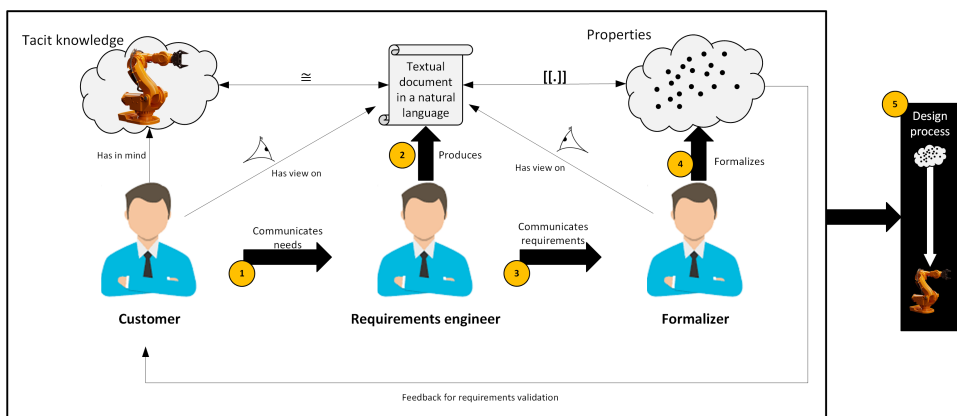 Tacit knowledge
Properties
Textual
document
in a natural
language
≅
[[.]]
5
Design
process
Has in mind
2
Produces
4
Formalizes
Has view on
Has view on
Communicates
needs
1
Communicates
requirements
3
Customer
Requirements engineer
Formalizer
Feedback for requirements validation